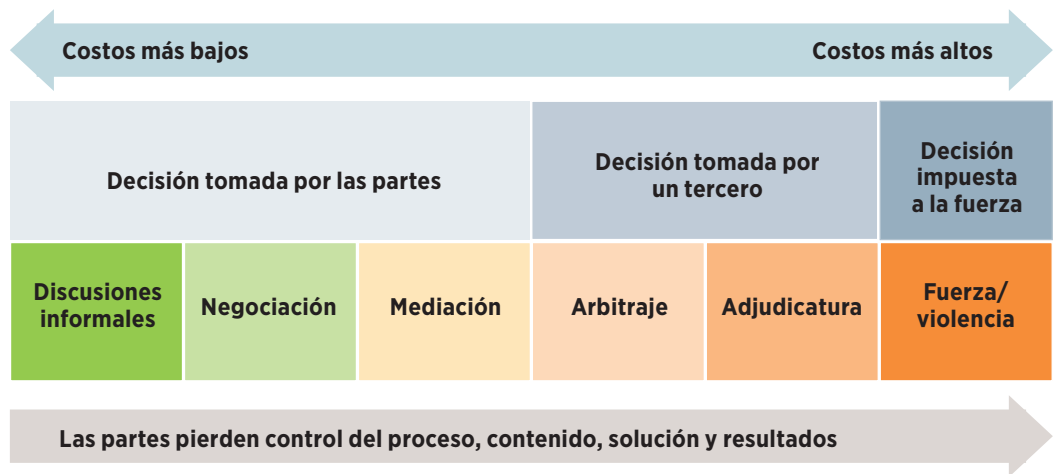 Costos más bajos
Costos más altos
Decisión tomada por las partes
Decisión tomada por
un tercero
Decisión
impuesta
a la fuerza
Discusiones
informales
Negociación
Mediación
Arbitraje
Adjudicatura
Fuerza/
violencia
Las partes pierden control del proceso, contenido, solución y resultados